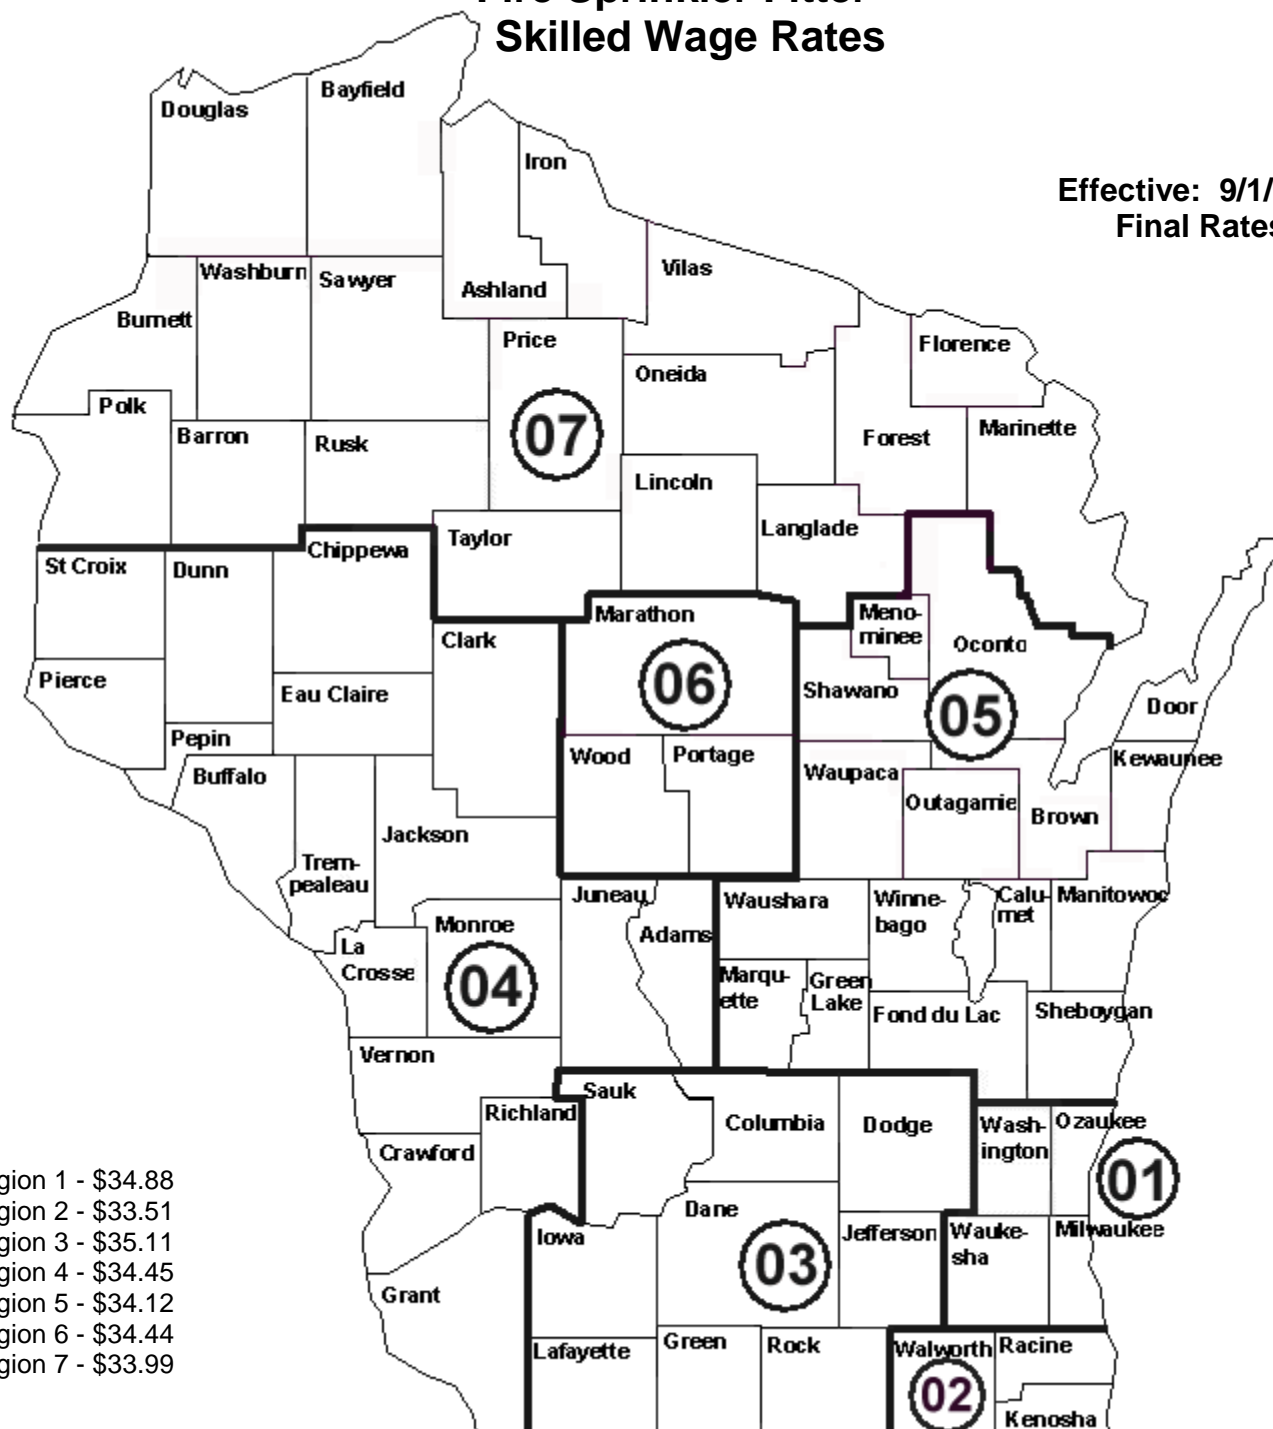 Fire Sprinkler Fitter
Skilled Wage Rates
Effective: 9/1/
Final Rates
Douglas
Bayfield
Iron
Vilas
Washburn
Sawyer
Ashland
Burnett
Price
Florence
Oneida
Polk
Barron
Rusk
07
Forest
Marinette
Lincoln
Langlade
Taylor
Chippewa
St Croix
Dunn
Marathon
Meno-
minee
Oconto
Clark
06
Pierce
Eau Claire
Shawano
05
Door
Pepin
Buffalo
Wood
Portage
Waupaca
Kewaunee
Outagamie
Brown
Jackson
Trem-
pealeau
Juneau
Waushara
Winne-
bago
Calu-
met
Manitowoc
Monroe
Adams
La
Crosse
04
Marqu-
ette
Green
Lake
Fond du Lac
Sheboygan
Vernon
Sauk
Richland
Columbia
Dodge
Wash-
ington
Ozaukee
Crawford
01
Dane
Iowa
Jefferson
Wauke-
sha
Milwaukee
03
Grant
Lafayette
Green
Rock
Walworth
Racine
02
Kenosha
gion 1 - $34.88
gion 2 - $33.51
gion 3 - $35.11
gion 4 - $34.45
gion 5 - $34.12
gion 6 - $34.44
gion 7 - $33.99